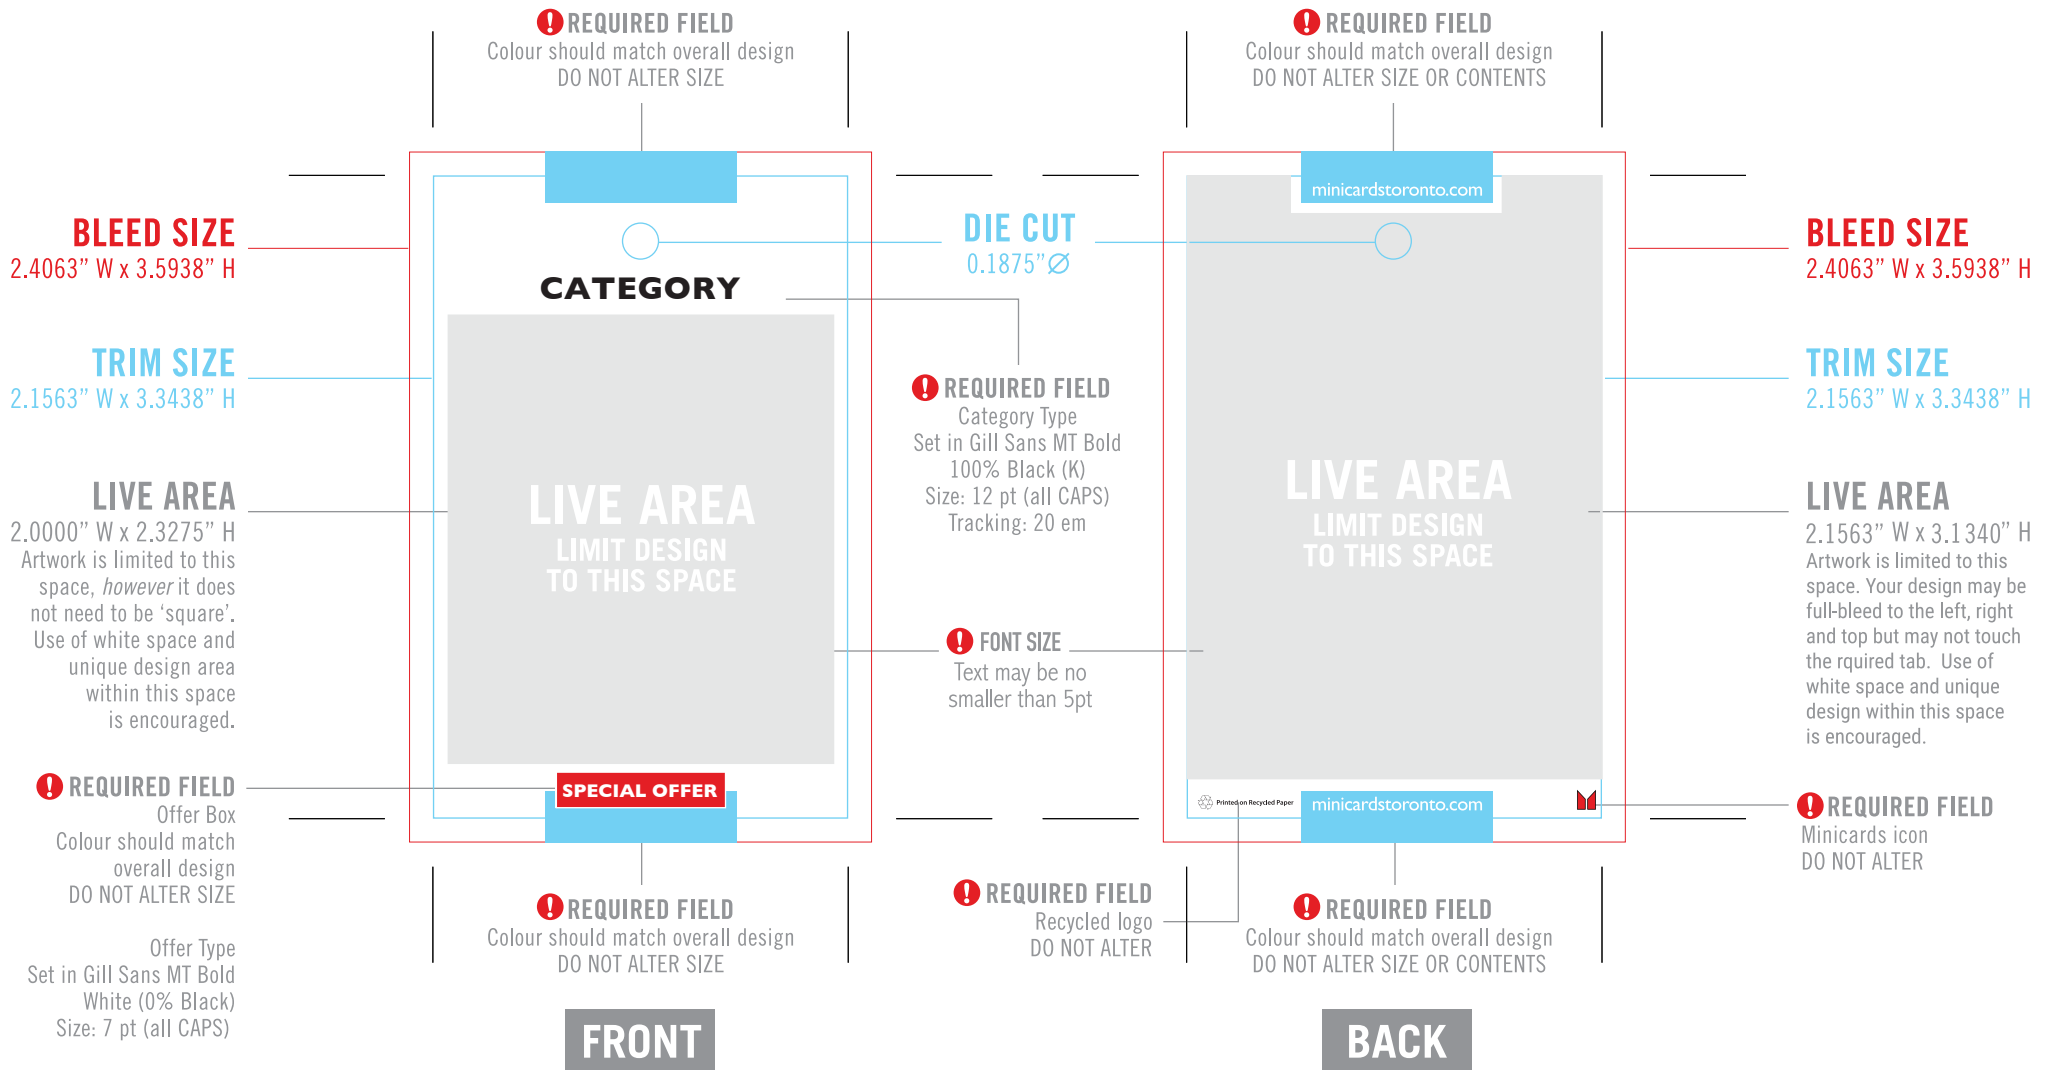 REQUIRED FIELD
Colour should match overall design
DO NOT ALTER SIZE
REQUIRED FIELD
Colour should match overall design
DO NOT ALTER SIZE OR CONTENTS
BLEED SIZE
2.4063” W x 3.5938” H
TRIM SIZE
2.1563” W x 3.3438” H
LIVE AREA
2.0000” W x 2.3275” H
Artwork is limited to this
space, however it does
not need to be ‘square’.
Use of white space and
unique design area
within this space
is encouraged.
REQUIRED FIELD
Offer Box
Colour should match
overall design
DO NOT ALTER SIZE
Offer Type
Set in Gill Sans MT Bold
White (0% Black)
Size: 7 pt (all CAPS)
CATEGORY
LIVE AREA
LIMIT DESIGN
TO THIS SPACE
SPECIAL OFFER
REQUIRED FIELD
Colour should match overall design
DO NOT ALTER SIZE
FRONT
DIE CUT
0.1875”Ø
REQUIRED FIELD
Category Type
Set in Gill Sans MT Bold
100% Black (K)
Size: 12 pt (all CAPS)
Tracking: 20 em
FONT SIZE
Text may be no
smaller than 5pt
REQUIRED FIELD
Recycled logo
DO NOT ALTER
minicardstoronto.com
LIVE AREA
LIMIT DESIGN
TO THIS SPACE
Printed on Recycled Paper
minicardstoronto.com
REQUIRED FIELD
Colour should match overall design
DO NOT ALTER SIZE OR CONTENTS
BACK
BLEED SIZE
2.4063” W x 3.5938” H
TRIM SIZE
2.1563” W x 3.3438” H
LIVE AREA
2.1563” W x 3.1340” H
Artwork is limited to this
space. Your design may be
full-bleed to the left, right
and top but may not touch
the rquired tab. Use of
white space and unique
design within this space
is encouraged.
REQUIRED FIELD
Minicards icon
DO NOT ALTER